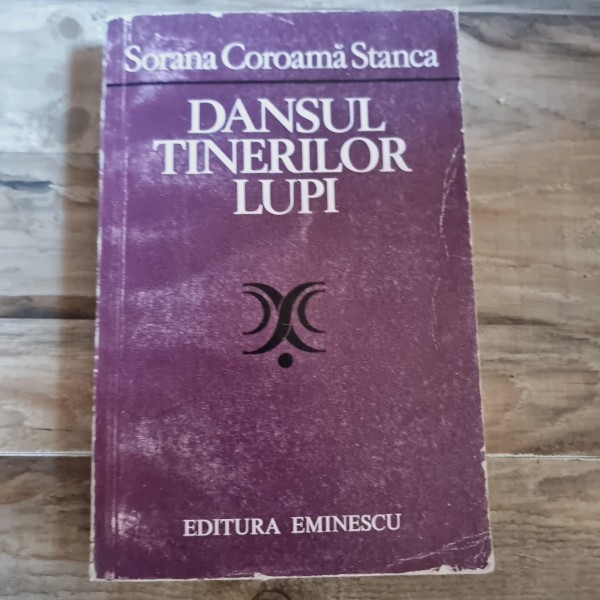 Sorana Coroamă Stanca
DANSUL
TINERILOR
LUPI
EDITURA EMINESCU